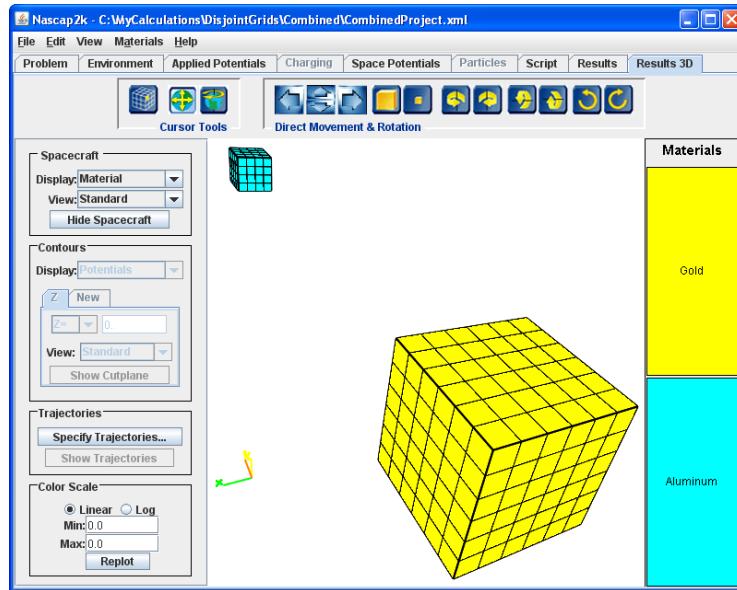 Nascap2k - C:\MyCalculations\DisjointGrids\Combined\CombinedProject.xml
File Edit View Materials Help
Problem Environment Applied Potentials Charging Space Potentials Particles Script Results Results 3D
Cursor Tools Direct Movement & Rotation
Spacecraft
Display: Material
View: Standard
Hide Spacecraft
Contours
Display: Potentials
Z New
Z= 0.
View: Standard
Show Cutplane
Trajectories
Specify Trajectories...
Show Trajectories
Color Scale
Linear Log
Min: 0.0
Max: 0.0
Replot
x
Materials
Gold
Aluminum